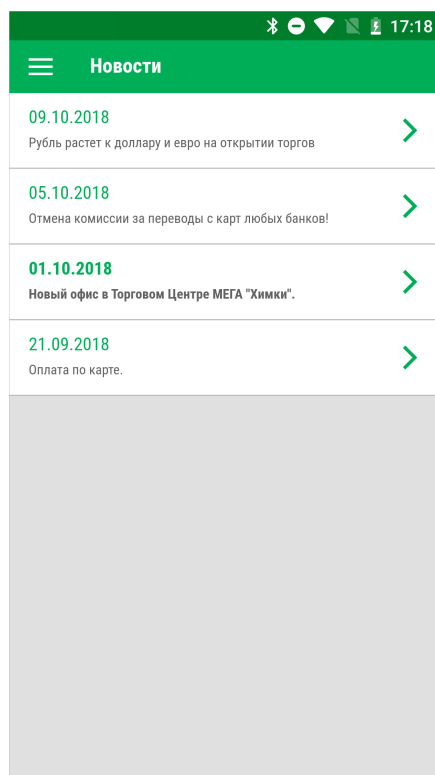 17:18
Новости
09.10.2018
Рубль растет к доллару и евро на открытии торгов
05.10.2018
Отмена комиссии за переводы с карт любых банков!
01.10.2018
Новый офис в Торговом Центре МЕГА "Химки".
21.09.2018
Оплата по карте.